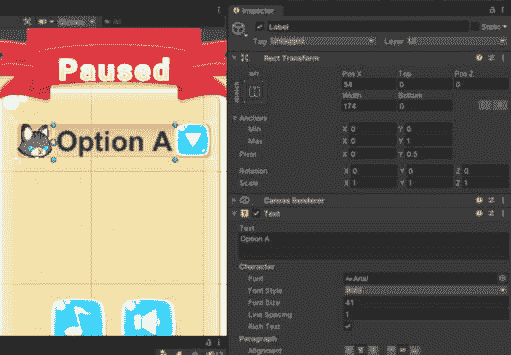 Paused
Option A
Inspector
Label
Static
Tag Untagged
Layer UI
Rect Transform
left
stretch
Pos X
Top
Pos Z
54
0
0
Width
Bottom
174
0
Anchors
Min
X 0
Y 0
Max
X 0
Y 1
Pivot
X 0
Y 0.5
Rotation
X 0
Y 0
Z 0
Scale
X 1
Y 1
Z 1
Canvas Renderer
Text
Text
Option A
Character
Font
Arial
Font Style
Bold
Font Size
41
Line Spacing
1
Rich Text
Paragraph
Alignment